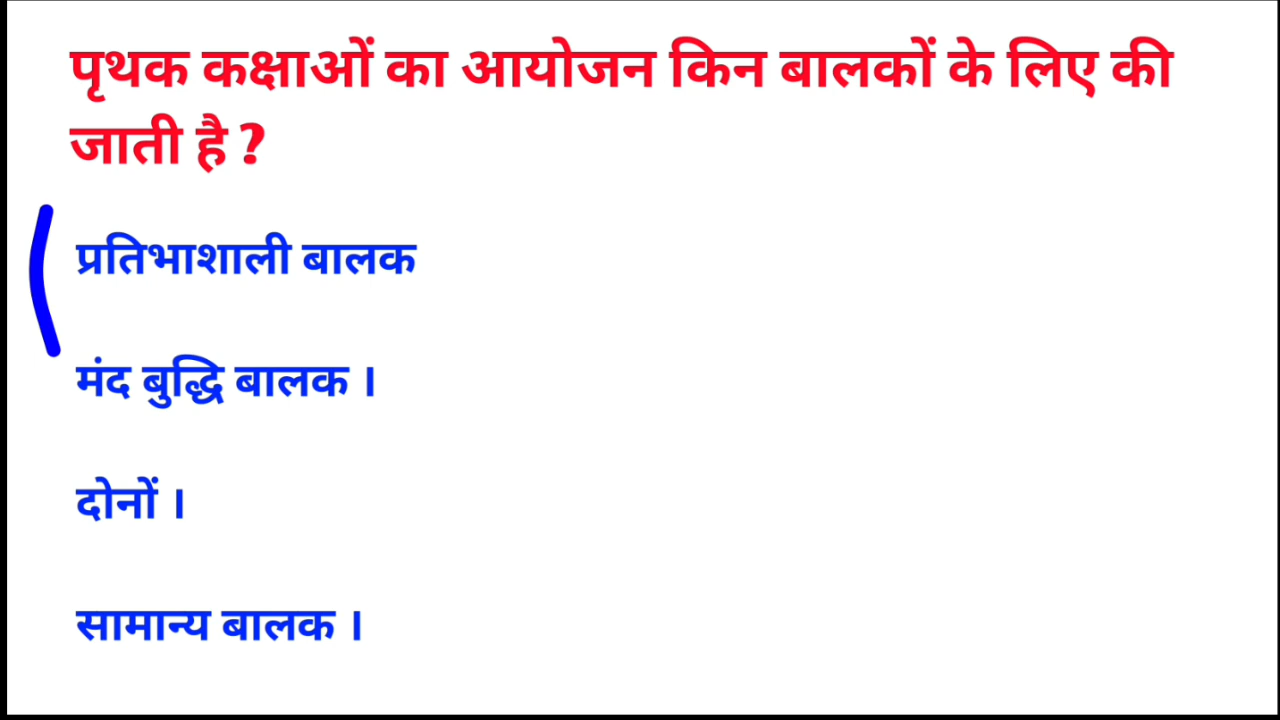 पृथक कक्षाओं का आयोजन किन बालकों के लिए की
जाती है ?
प्रतिभाशाली बालक
मंद बुद्धि बालक ।
दोनों ।
सामान्य बालक ।